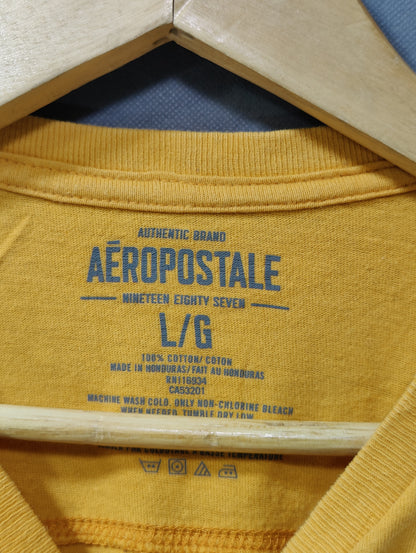 AUTHENTIC BRAND
AÉROPOSTALE
NINETEEN EIGHTY SEVEN
L/G
100% COTTON/COTON
MADE IN HONDURAS/FAIT AU HONDURAS
RN116934
CA53201
MACHINE WASH COLD. ONLY NON-CHLORINE BLEACH
WHEN NEEDED. TUMBLE DRY LOW.
TEMPERATURE